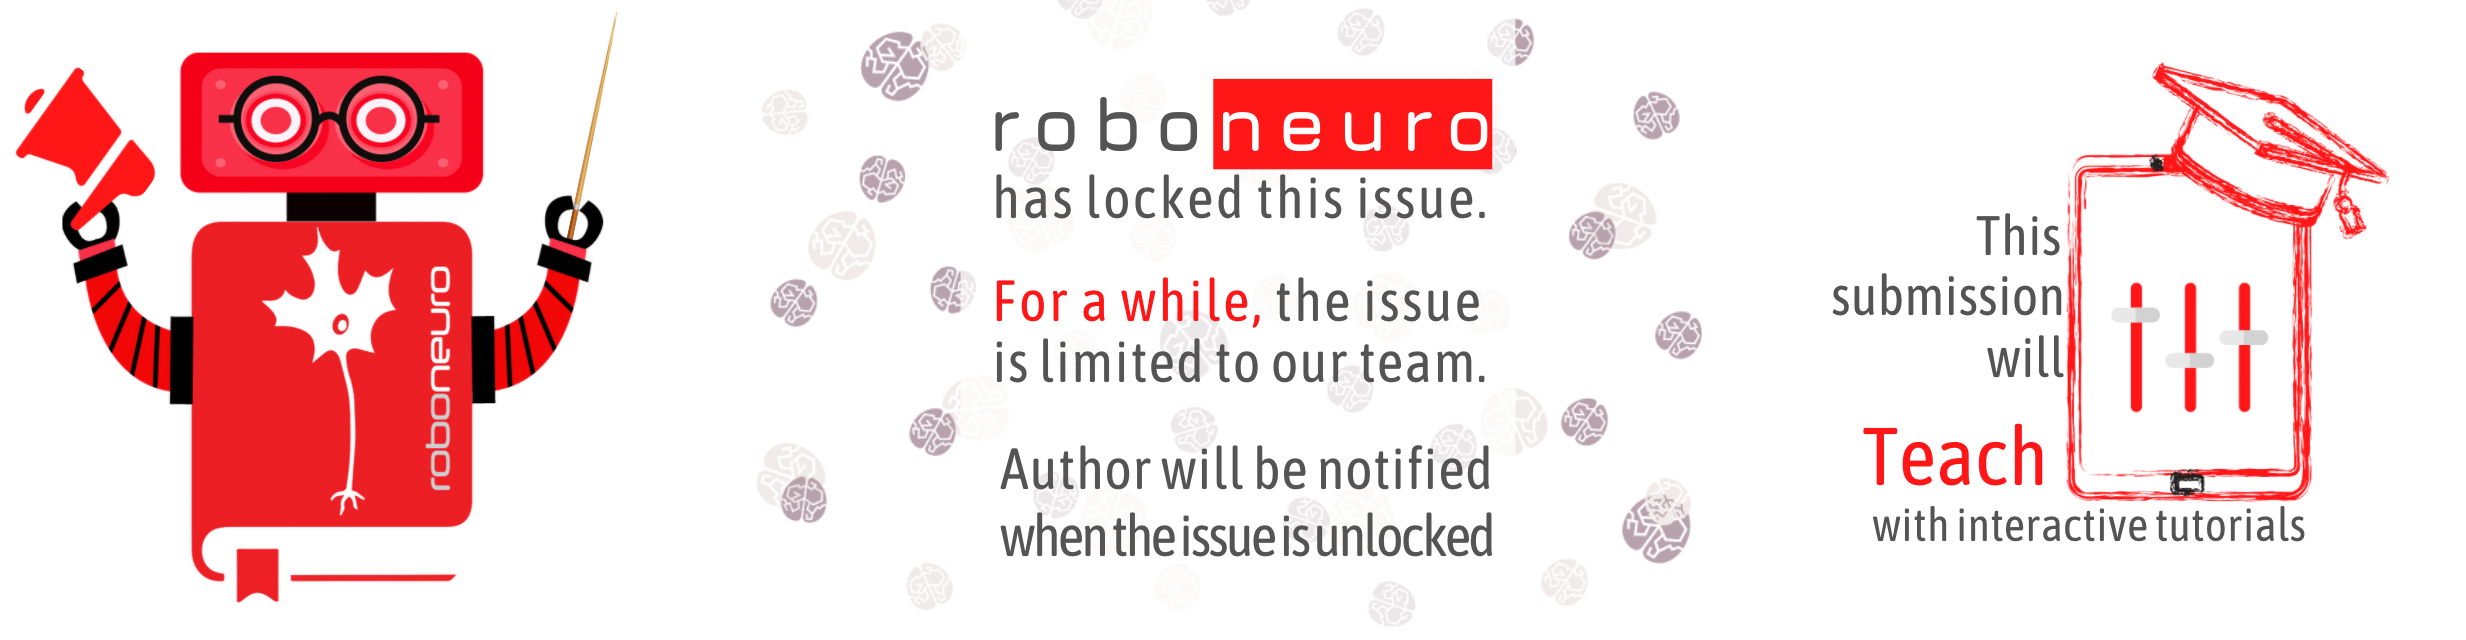 roboneuro
roboneuro
has locked this issue.
For a while, the issue
is limited to our team.
Author will be notified
when the issue is unlocked
This
submission
will
Teach
with interactive tutorials